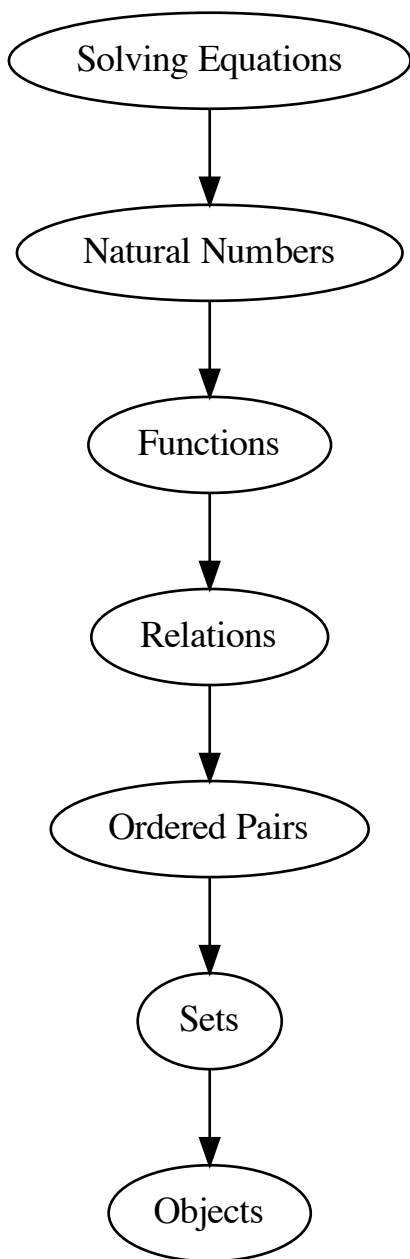 Solving Equations
Natural Numbers
Functions
Relations
Ordered Pairs
Sets
Objects